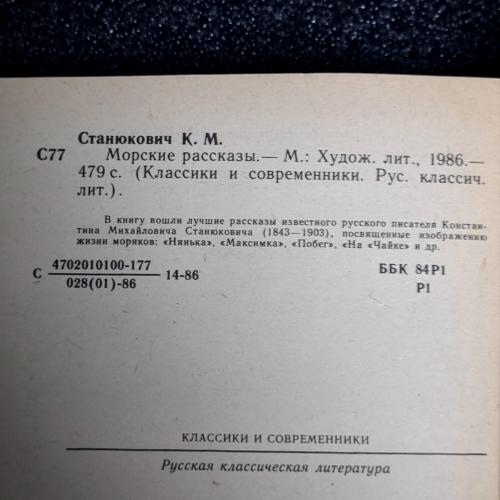 Станюкович К. М.
С77 Морские рассказы.— М.: Худож. лит., 1986.—
479 с. (Классики и современники. Рус. классич.
лит.).
В книгу вошли лучшие рассказы известного русского писателя Констан-
тина Михайловича Станюковича (1843—1903), посвященные изображению
жизни моряков: «Нянька», «Максимка», «Побег», «На «Чайке» и др.
С 4702010100-177
028(01)-86
14-86
ББК 84Р1
Р1
КЛАССИКИ И СОВРЕМЕННИКИ
Русская классическая литература